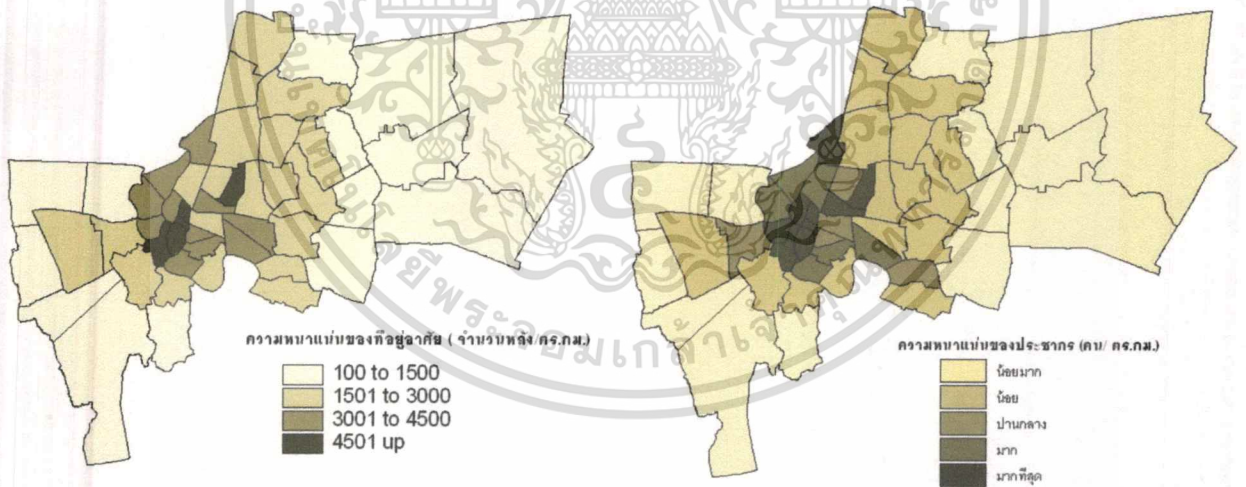 ความหนาแน่นของที่อยู่อาศัย ( จำนวนหลัง/ตร.กม.)
100 to 1500
1501 to 3000
3001 to 4500
4501 up
ความหนาแน่นของประชากร (คน/ ตร.กม.)
น้อยมาก
น้อย
ปานกลาง
มาก
มากที่สุด